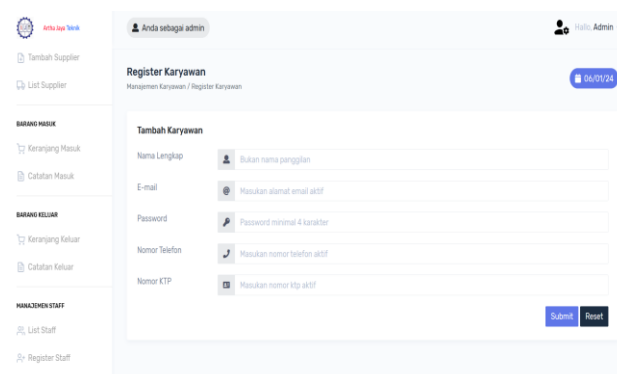 Artha Jaya Teknik
Anda sebagai admin
Hallo, Admin
Tambah Supplier
List Supplier
BARANG MASUK
Keranjang Masuk
Catatan Masuk
BARANG KELUAR
Keranjang Keluar
Catatan Keluar
MANAJEMEN STAFF
List Staff
Register Staff
Register Karyawan
Manajemen Karyawan / Register Karyawan
06/01/24
Tambah Karyawan
Nama Lengkap
Bukan nama panggilan
E-mail
@ Masukan alamat email aktif
Password
Password minimal 4 karakter
Nomor Telefon
Masukan nomor telefon aktif
Nomor KTP
Masukan nomor ktp aktif
Submit Reset